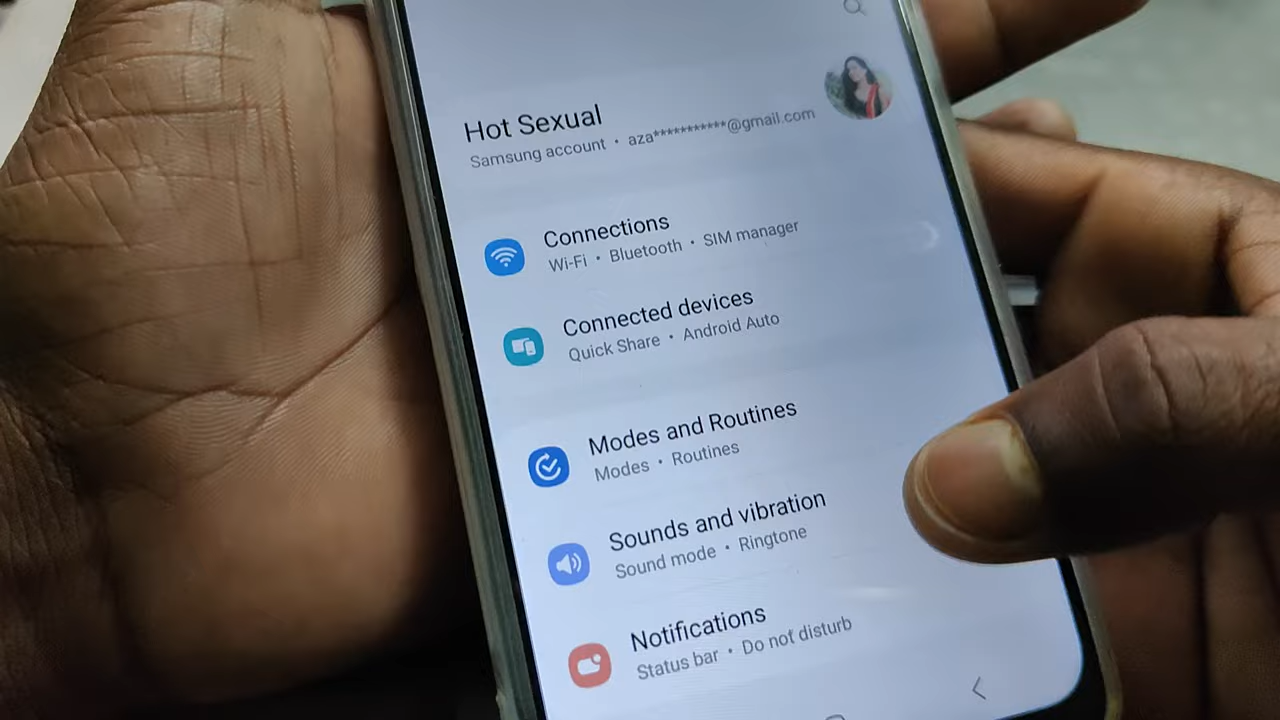 Hot Sexual
Samsung account • aza***********@gmail.com
Connections
Wi-Fi • Bluetooth • SIM manager
Connected devices
Quick Share • Android Auto
Modes and Routines
Modes • Routines
Sounds and vibration
Sound mode • Ringtone
Notifications
Status bar • Do not disturb